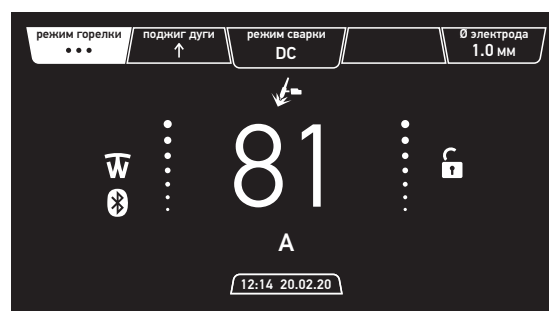 режим горелки
•••
поджиг дуги
↑
режим сварки
DC
Ø электрода
1.0 мм
81
A
12:14 20.02.20